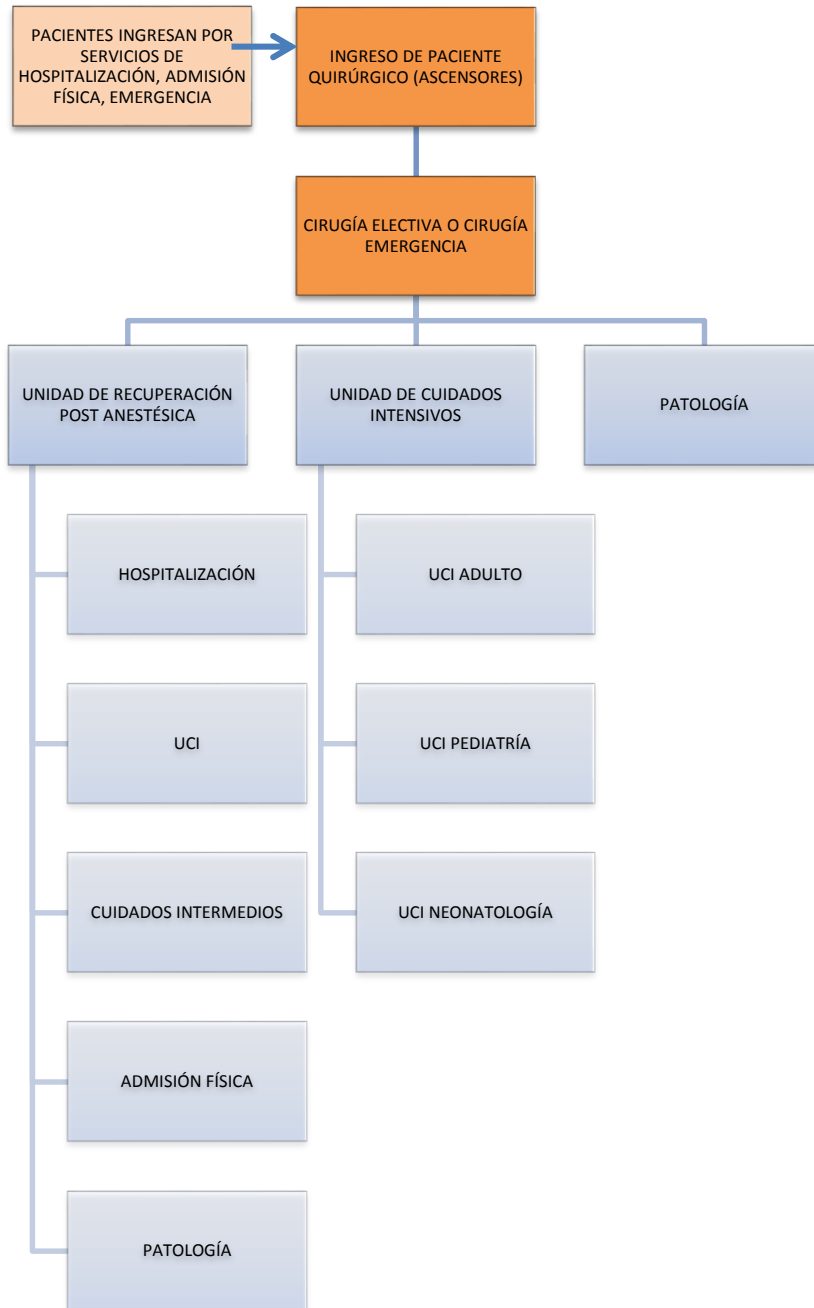 PACIENTES INGRESAN POR
SERVICIOS DE
HOSPITALIZACIÓN, ADMISIÓN
FÍSICA, EMERGENCIA
INGRESO DE PACIENTE
QUIRÚRGICO (ASCENSORES)
CIRUGÍA ELECTIVA O CIRUGÍA
EMERGENCIA
UNIDAD DE RECUPERACIÓN
POST ANESTÉSICA
UNIDAD DE CUIDADOS
INTENSIVOS
PATOLOGÍA
HOSPITALIZACIÓN
UCI
CUIDADOS INTERMEDIOS
ADMISIÓN FÍSICA
PATOLOGÍA
UCI ADULTO
UCI PEDIATRÍA
UCI NEONATOLOGÍA